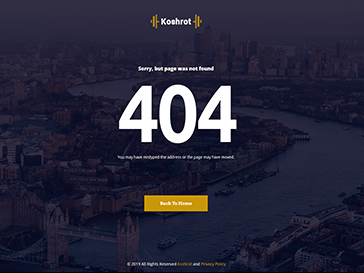 Koshrot
Sorry, but page was not found
404
You may have mistyped the address or the page may have moved.
Back To Home
© 2019 All Rights Reserved Koshrot and Privacy Policy